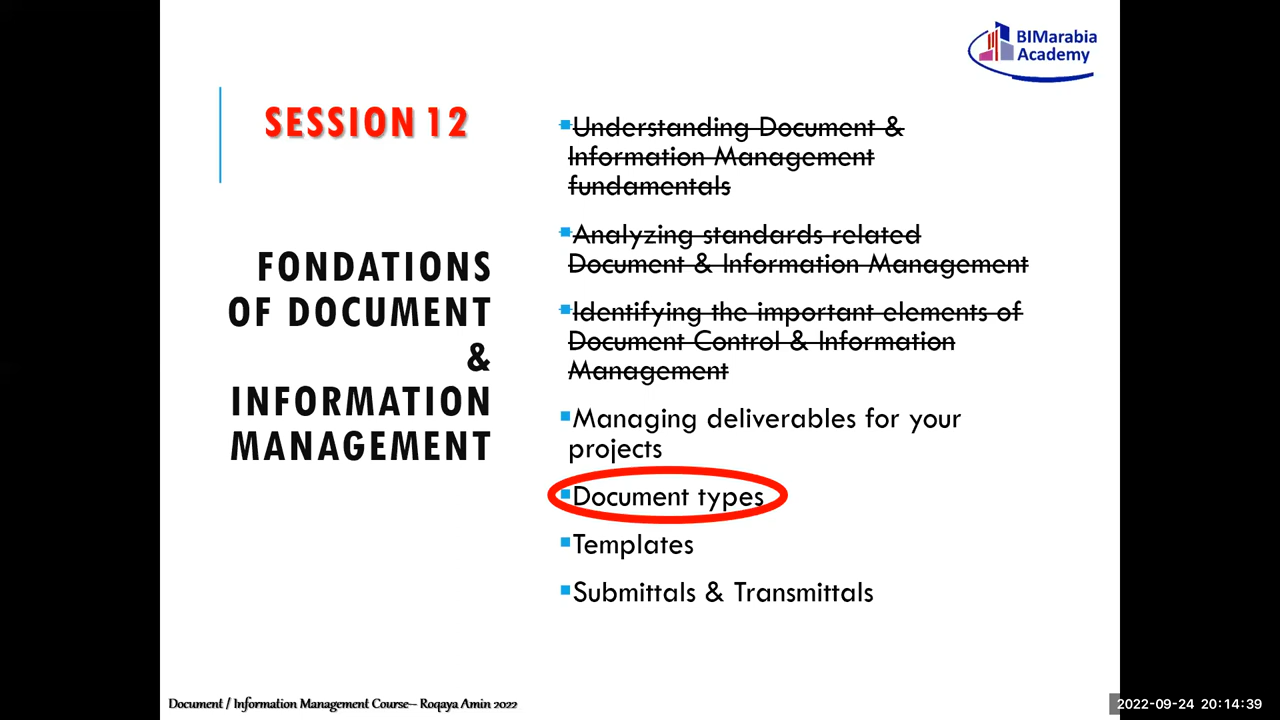 BIMarabia
Academy
SESSION 12
FONDATIONS
OF DOCUMENT
&
INFORMATION
MANAGEMENT
Understanding Document &
Information Management
fundamentals
Analyzing standards related
Document & Information Management
Identifying the important elements of
Document Control & Information
Management
Managing deliverables for your
projects
Document types
Templates
Submittals & Transmittals
Document / Information Management Course– Roqaya Amin 2022
2022-09-24 20:14:39